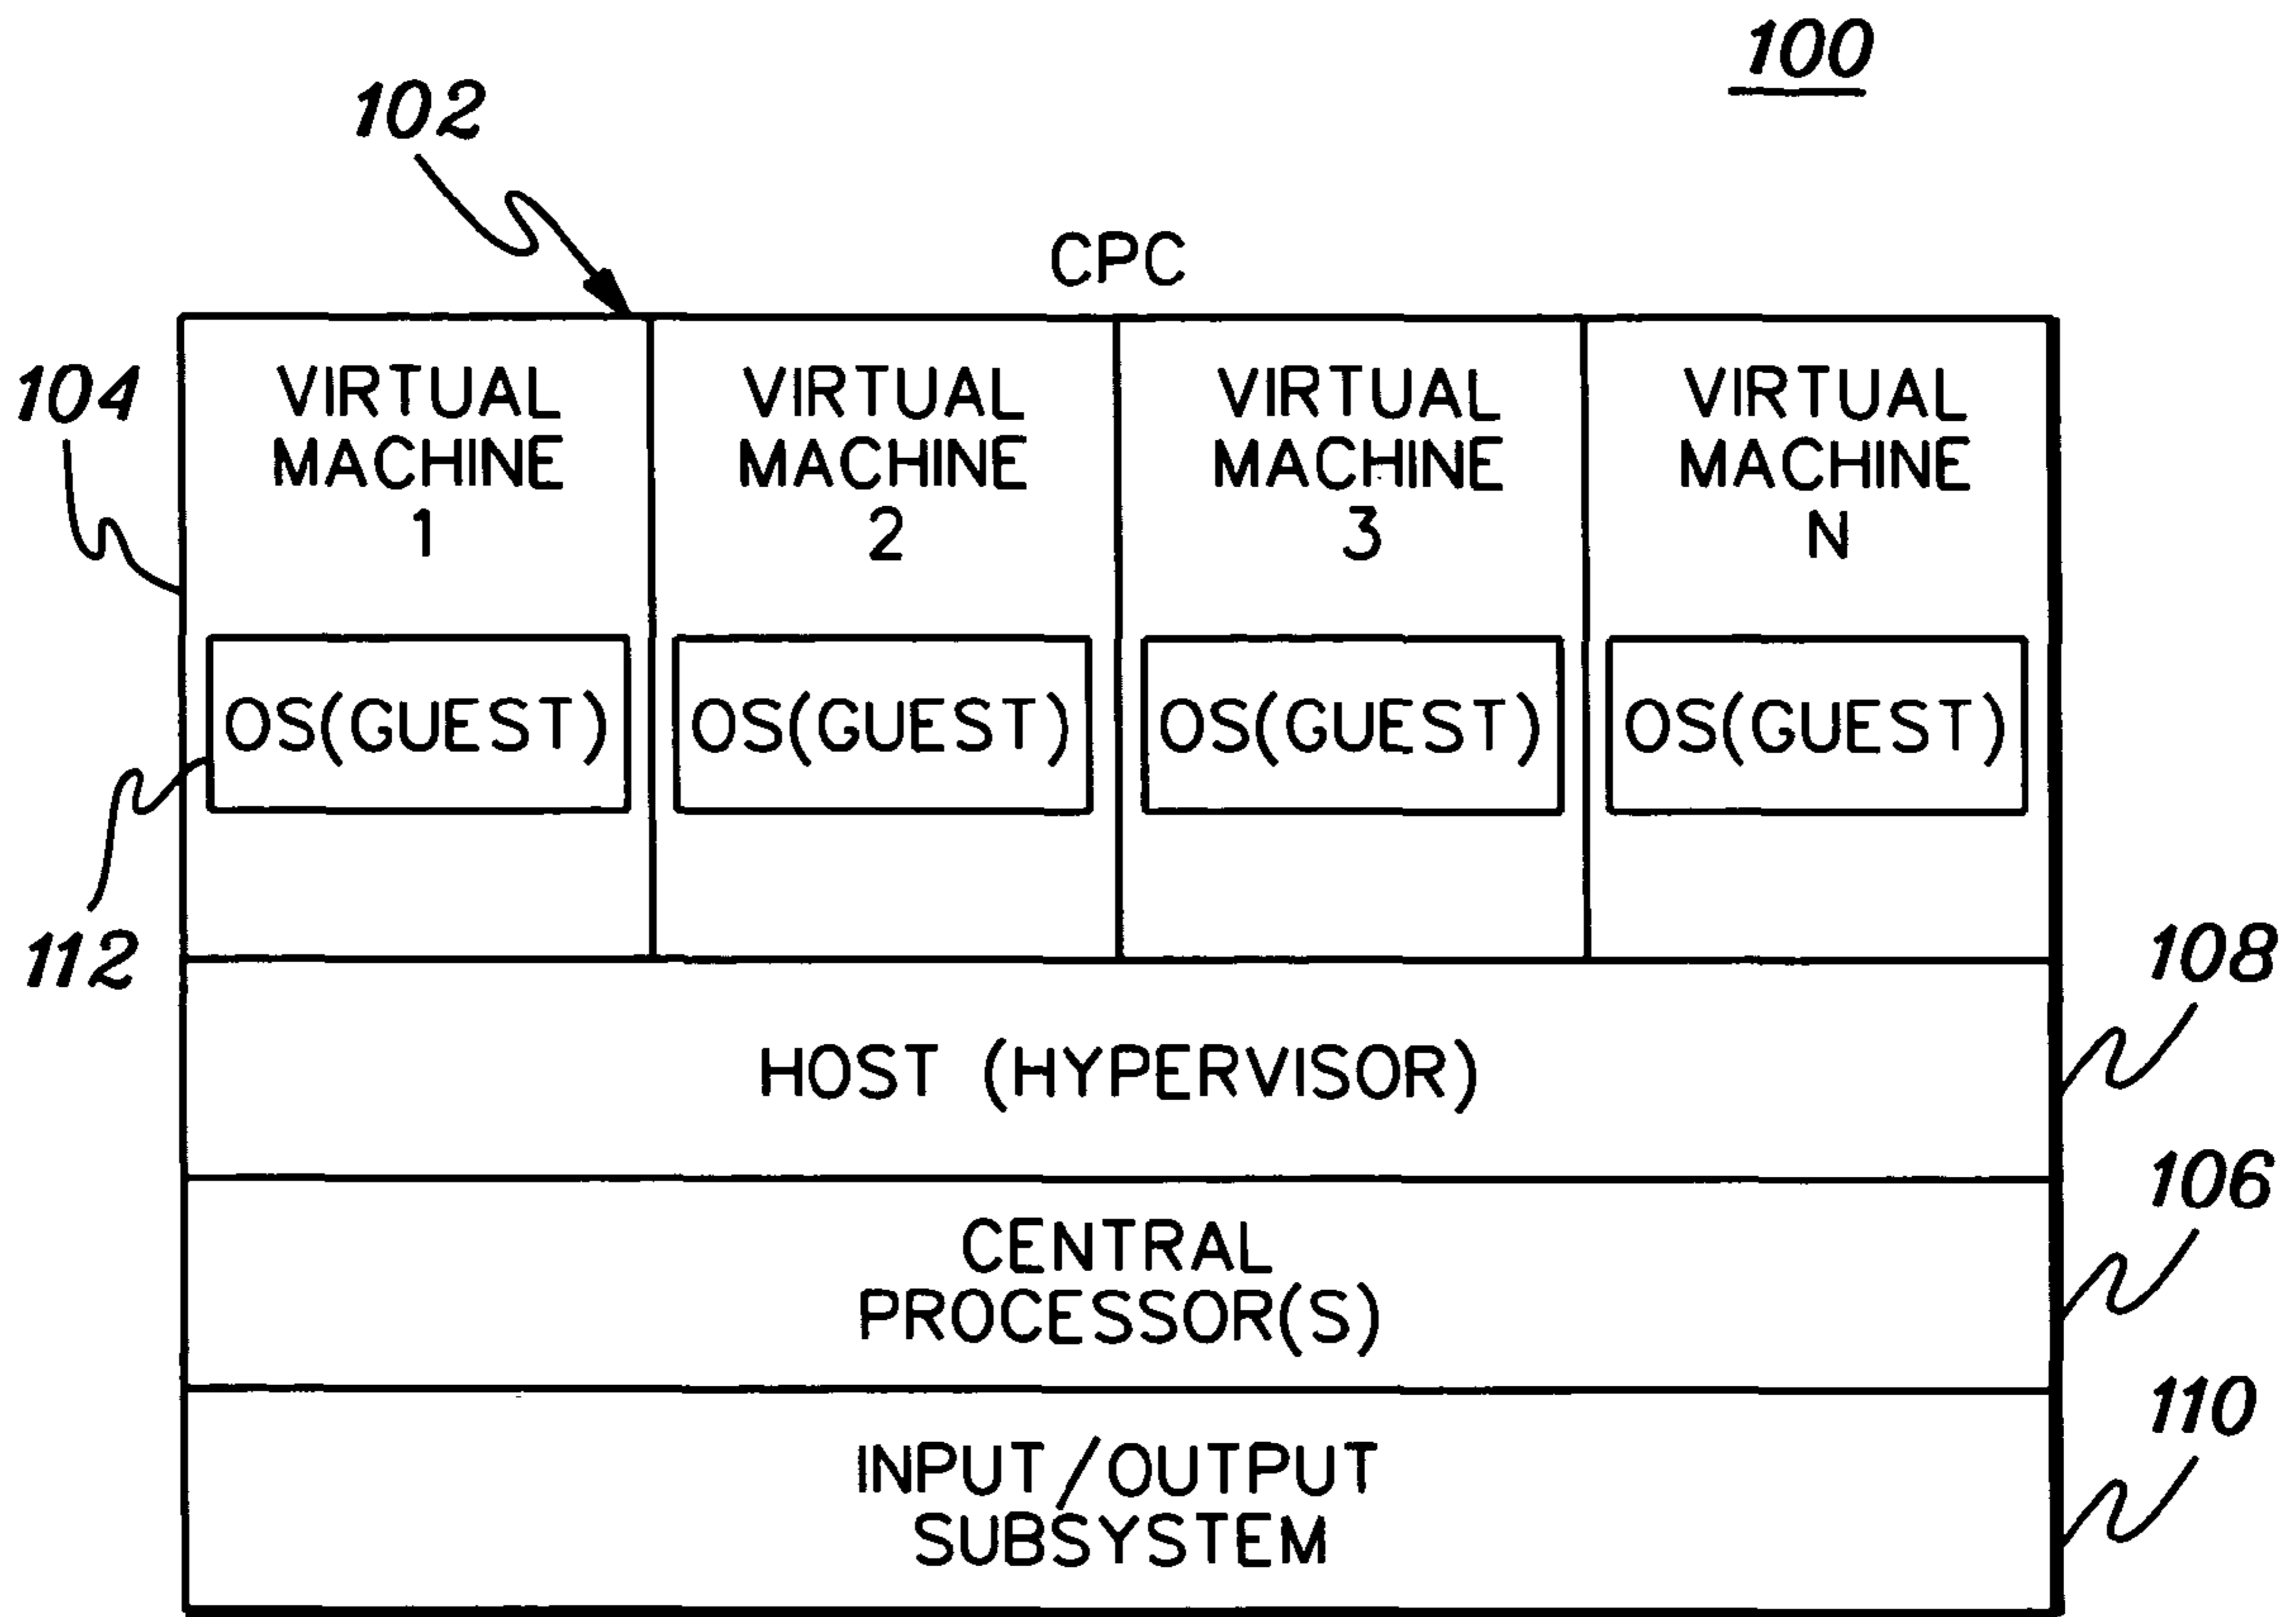 100
102
CPC
104
VIRTUAL MACHINE 1
VIRTUAL MACHINE 2
VIRTUAL MACHINE 3
VIRTUAL MACHINE N
OS(GUEST)
OS(GUEST)
OS(GUEST)
OS(GUEST)
112
108
HOST (HYPERVISOR)
106
CENTRAL
PROCESSOR(S)
110
INPUT/OUTPUT
SUBSYSTEM